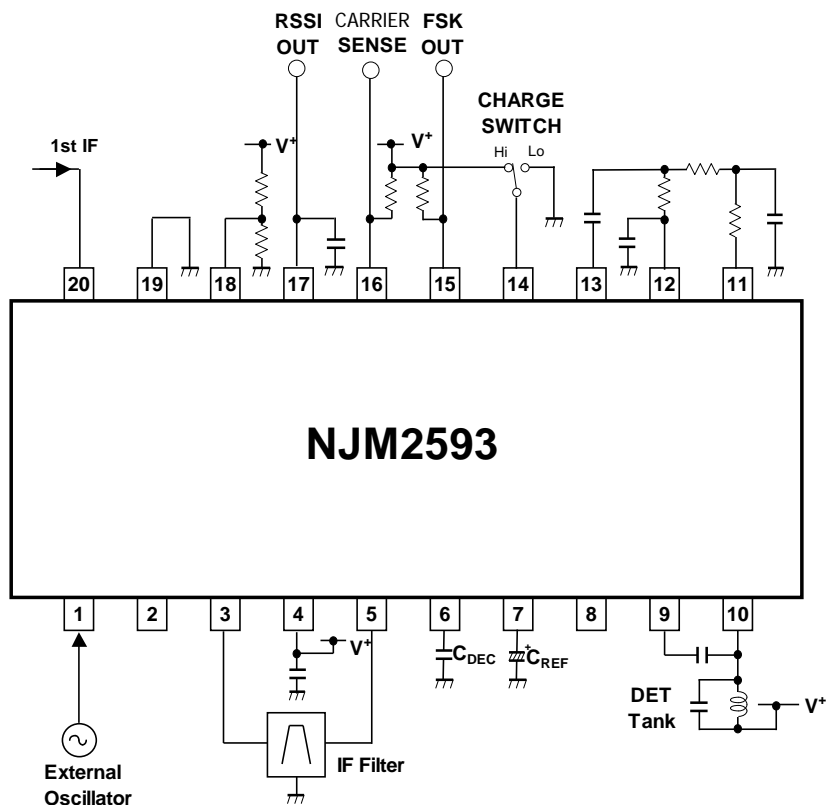 RSSI OUT
CARRIER SENSE
FSK OUT
CHARGE SWITCH
1st IF
V+
V+
Hi
Lo
20
19
18
17
16
15
14
13
12
11
NJM2593
1
2
3
4
5
6
7
8
9
10
V+
CDEC
+
CREF
DET Tank
V+
IF Filter
External Oscillator